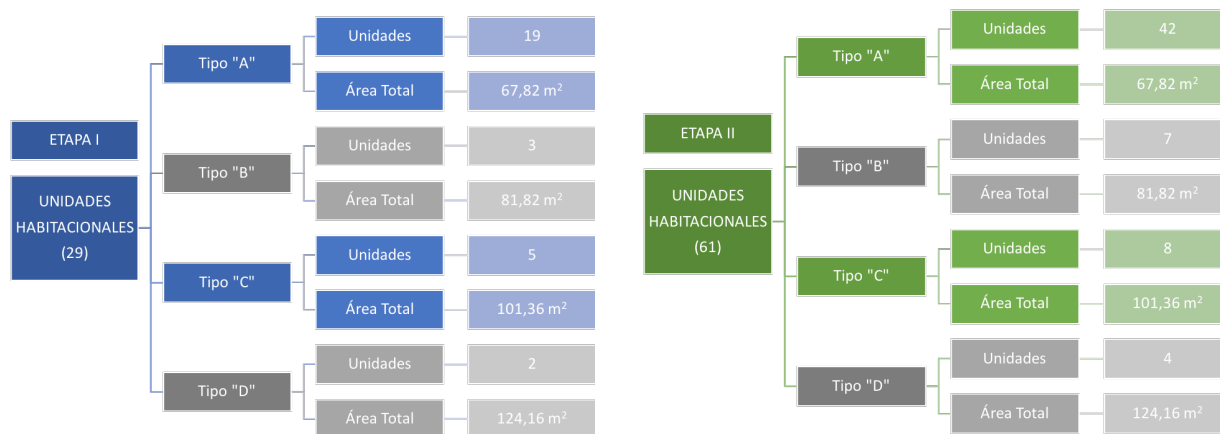 ETAPA I
UNIDADES
HABITACIONALES
(29)
Tipo "A"
Unidades
19
Área Total
67,82 m²
Tipo "B"
Unidades
3
Área Total
81,82 m²
Tipo "C"
Unidades
5
Área Total
101,36 m²
Tipo "D"
Unidades
2
Área Total
124,16 m²
ETAPA II
UNIDADES
HABITACIONALES
(61)
Tipo "A"
Unidades
42
Área Total
67,82 m²
Tipo "B"
Unidades
7
Área Total
81,82 m²
Tipo "C"
Unidades
8
Área Total
101,36 m²
Tipo "D"
Unidades
4
Área Total
124,16 m²